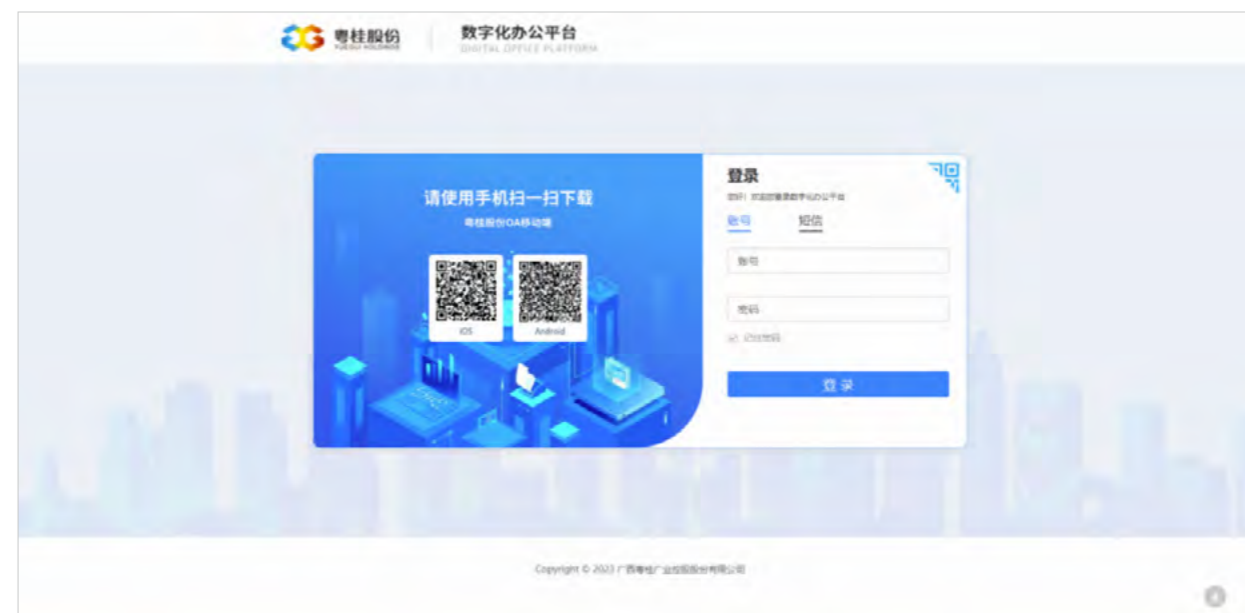 粤桂股份
YUEGUI HOLDINGS
数字化办公平台
DIGITAL OFFICE PLATFORM
请使用手机扫一扫下载
粤桂股份OA移动端
iOS
Android
登录
您好！欢迎您登录数字化办公平台
账号
短信
账号
密码
记住密码
登 录
Copyright © 2023 广西粤桂广业控股股份有限公司